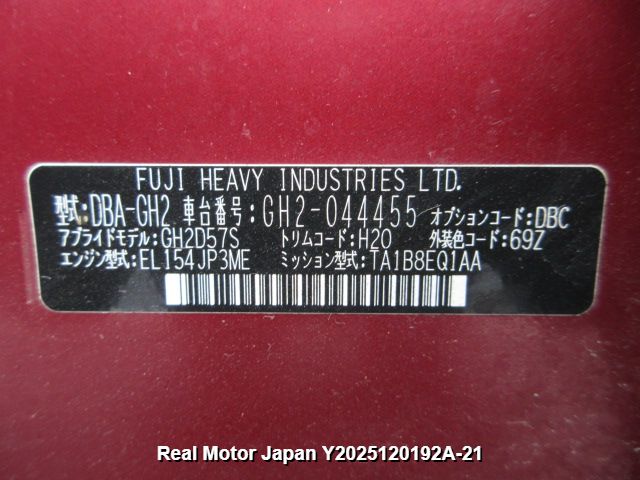 FUJI HEAVY INDUSTRIES LTD.
型式:DBA-GH2 車台番号:GH2-044455 オプションコード:DBC
アプライドモデル:GH2D57S トリムコード:H20 外装色コード:69Z
エンジン型式:EL154JP3ME ミッション型式:TA1B8EQ1AA
Real Motor Japan Y2025120192A-21